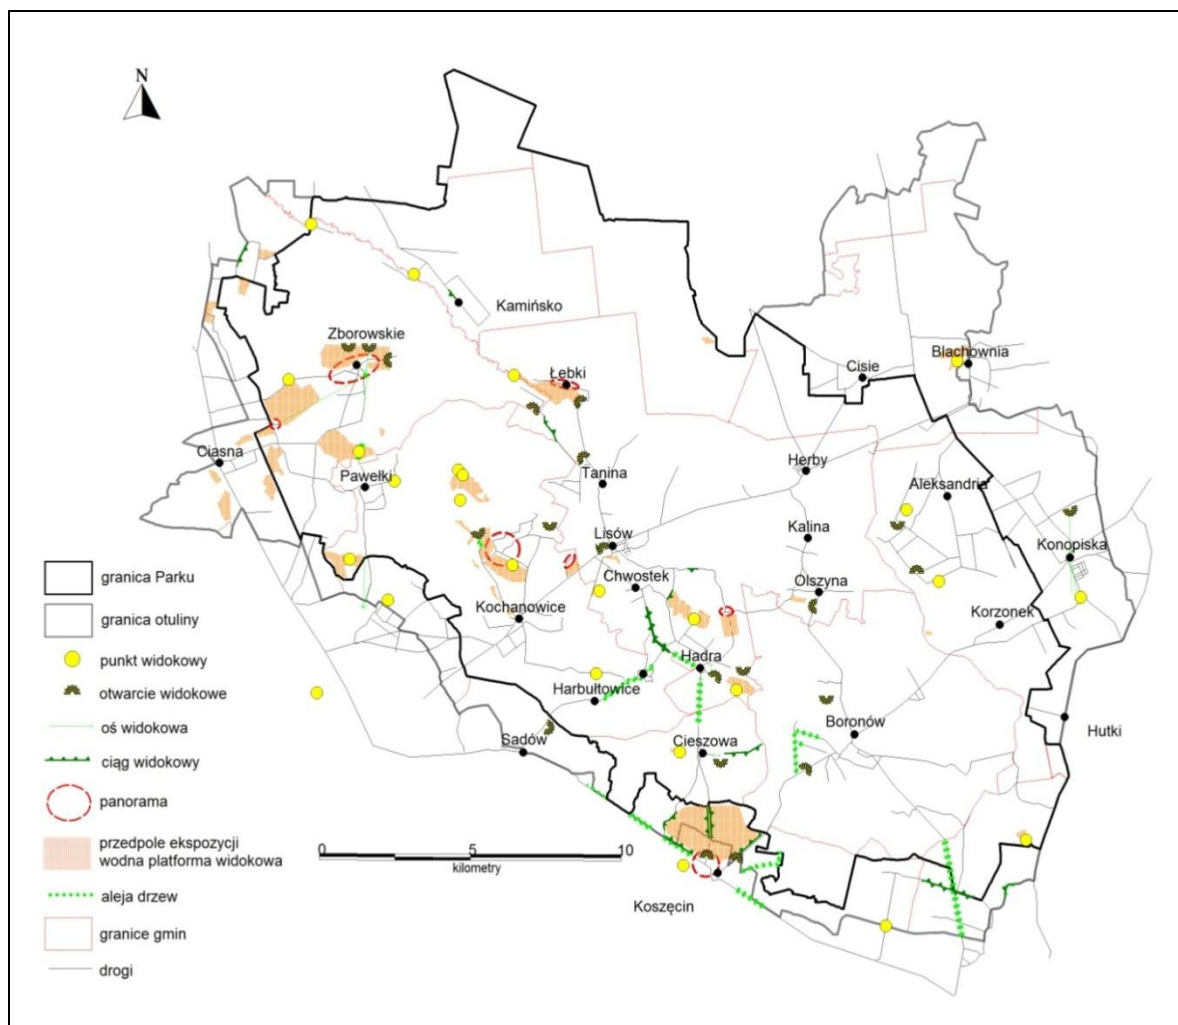 N
Kamińsko
Zborowskie
Cisie
Blachownia
Łebki
Ciasna
Pawełki
Tanina
Herby
Aleksandria
Lisów
Kalina
Konopiska
Chwostek
Olszyna
Kochanowice
Korzonek
Hadra
Harbułtowice
Boronów
Hutki
Sadów
Cieszowa
Koszęcin
granica Parku
granica otuliny
punkt widokowy
otwarcie widokowe
oś widokowa
ciąg widokowy
panorama
przedpole ekspozycji
wodna platforma widokowa
aleja drzew
granice gmin
drogi
0 5 10
kilometry